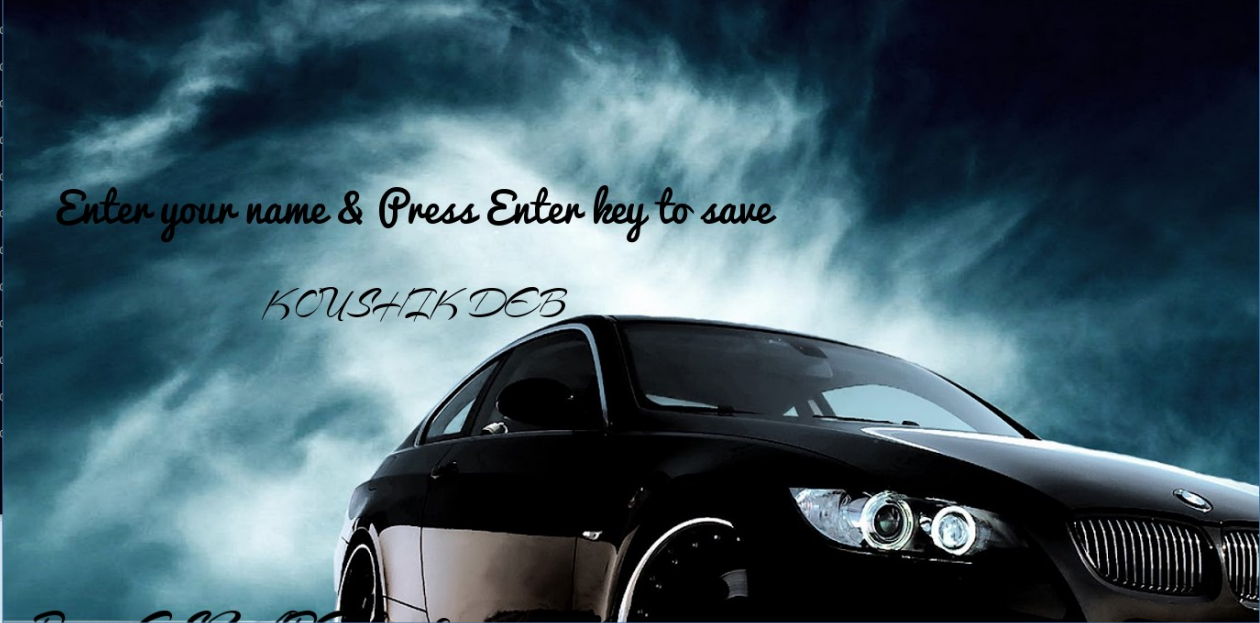 Enter your name & Press Enter key to save
KOUSHIK DEB